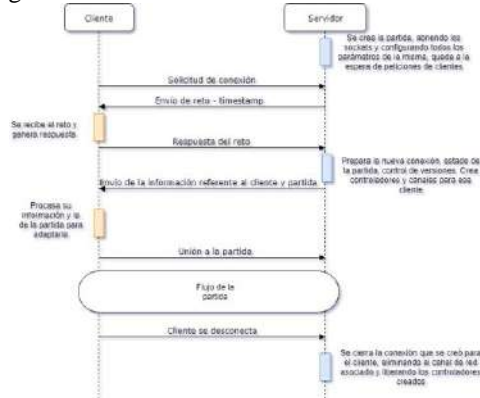 Cliente
Servidor
Se crea la partida, abriendo los
sockets y configurando todos los
parámetros de la misma, queda a la
espera de peticiones de clientes.
Solicitud de conexión
Envío de reto - timestamp
Se recibe el reto y
genera respuesta.
Respuesta del reto
Prepara la nueva conexión, estado de
la partida, control de versiones. Crea
controladores y canales para ese
cliente.
Envío de la información referente al cliente y partida
Procesa su
información y la
de la partida para
adaptarla.
Unión a la partida
Flujo de la
partida
Cliente se desconecta
Se cierra la conexión que se creó para
el cliente, eliminando el canal de red
asociado y liberando los controladores
creados